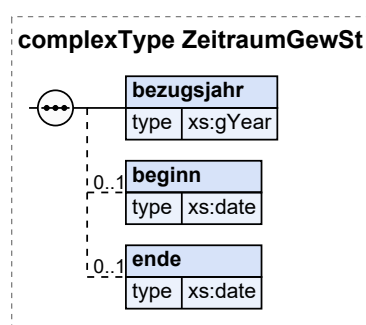 complexType ZeitraumGewSt
bezugsjahr
type xs:gYear
0..1 beginn
type xs:date
0..1 ende
type xs:date